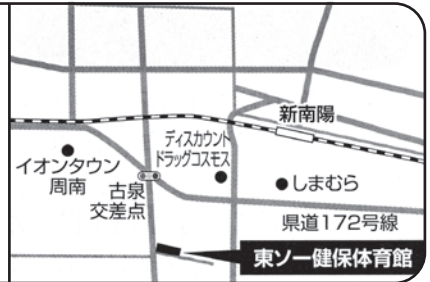 新南陽
ディスカウント
ドラッグコスモス
イオンタウン
周南
古泉
交差点
しまむら
県道172号線
東ソー健保体育館